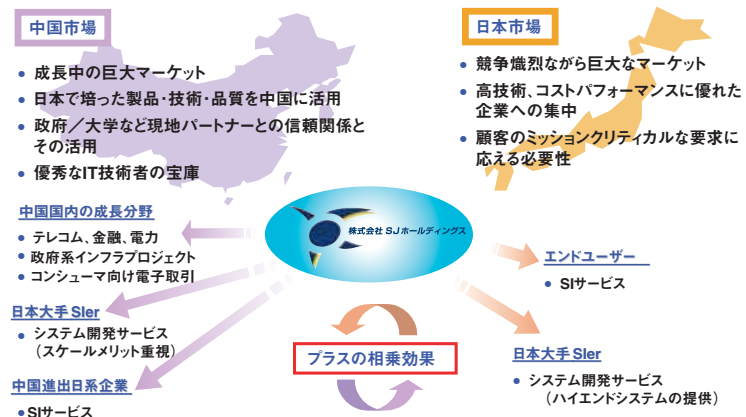 中国市場
• 成長中の巨大マーケット
• 日本で培った製品・技術・品質を中国に活用
• 政府／大学など現地パートナーとの信頼関係と
その活用
• 優秀なIT技術者の宝庫
日本市場
• 競争熾烈ながら巨大なマーケット
• 高技術、コストパフォーマンスに優れた
企業への集中
• 顧客のミッションクリティカルな要求に
応える必要性
株式会社 SJホールディングス
中国国内の成長分野
• テレコム、金融、電力
• 政府系インフラプロジェクト
• コンシューマ向け電子取引
日本大手SIer
• システム開発サービス
（スケールメリット重視）
中国進出日系企業
• SIサービス
プラスの相乗効果
エンドユーザー
• SIサービス
日本大手SIer
• システム開発サービス
（ハイエンドシステムの提供）